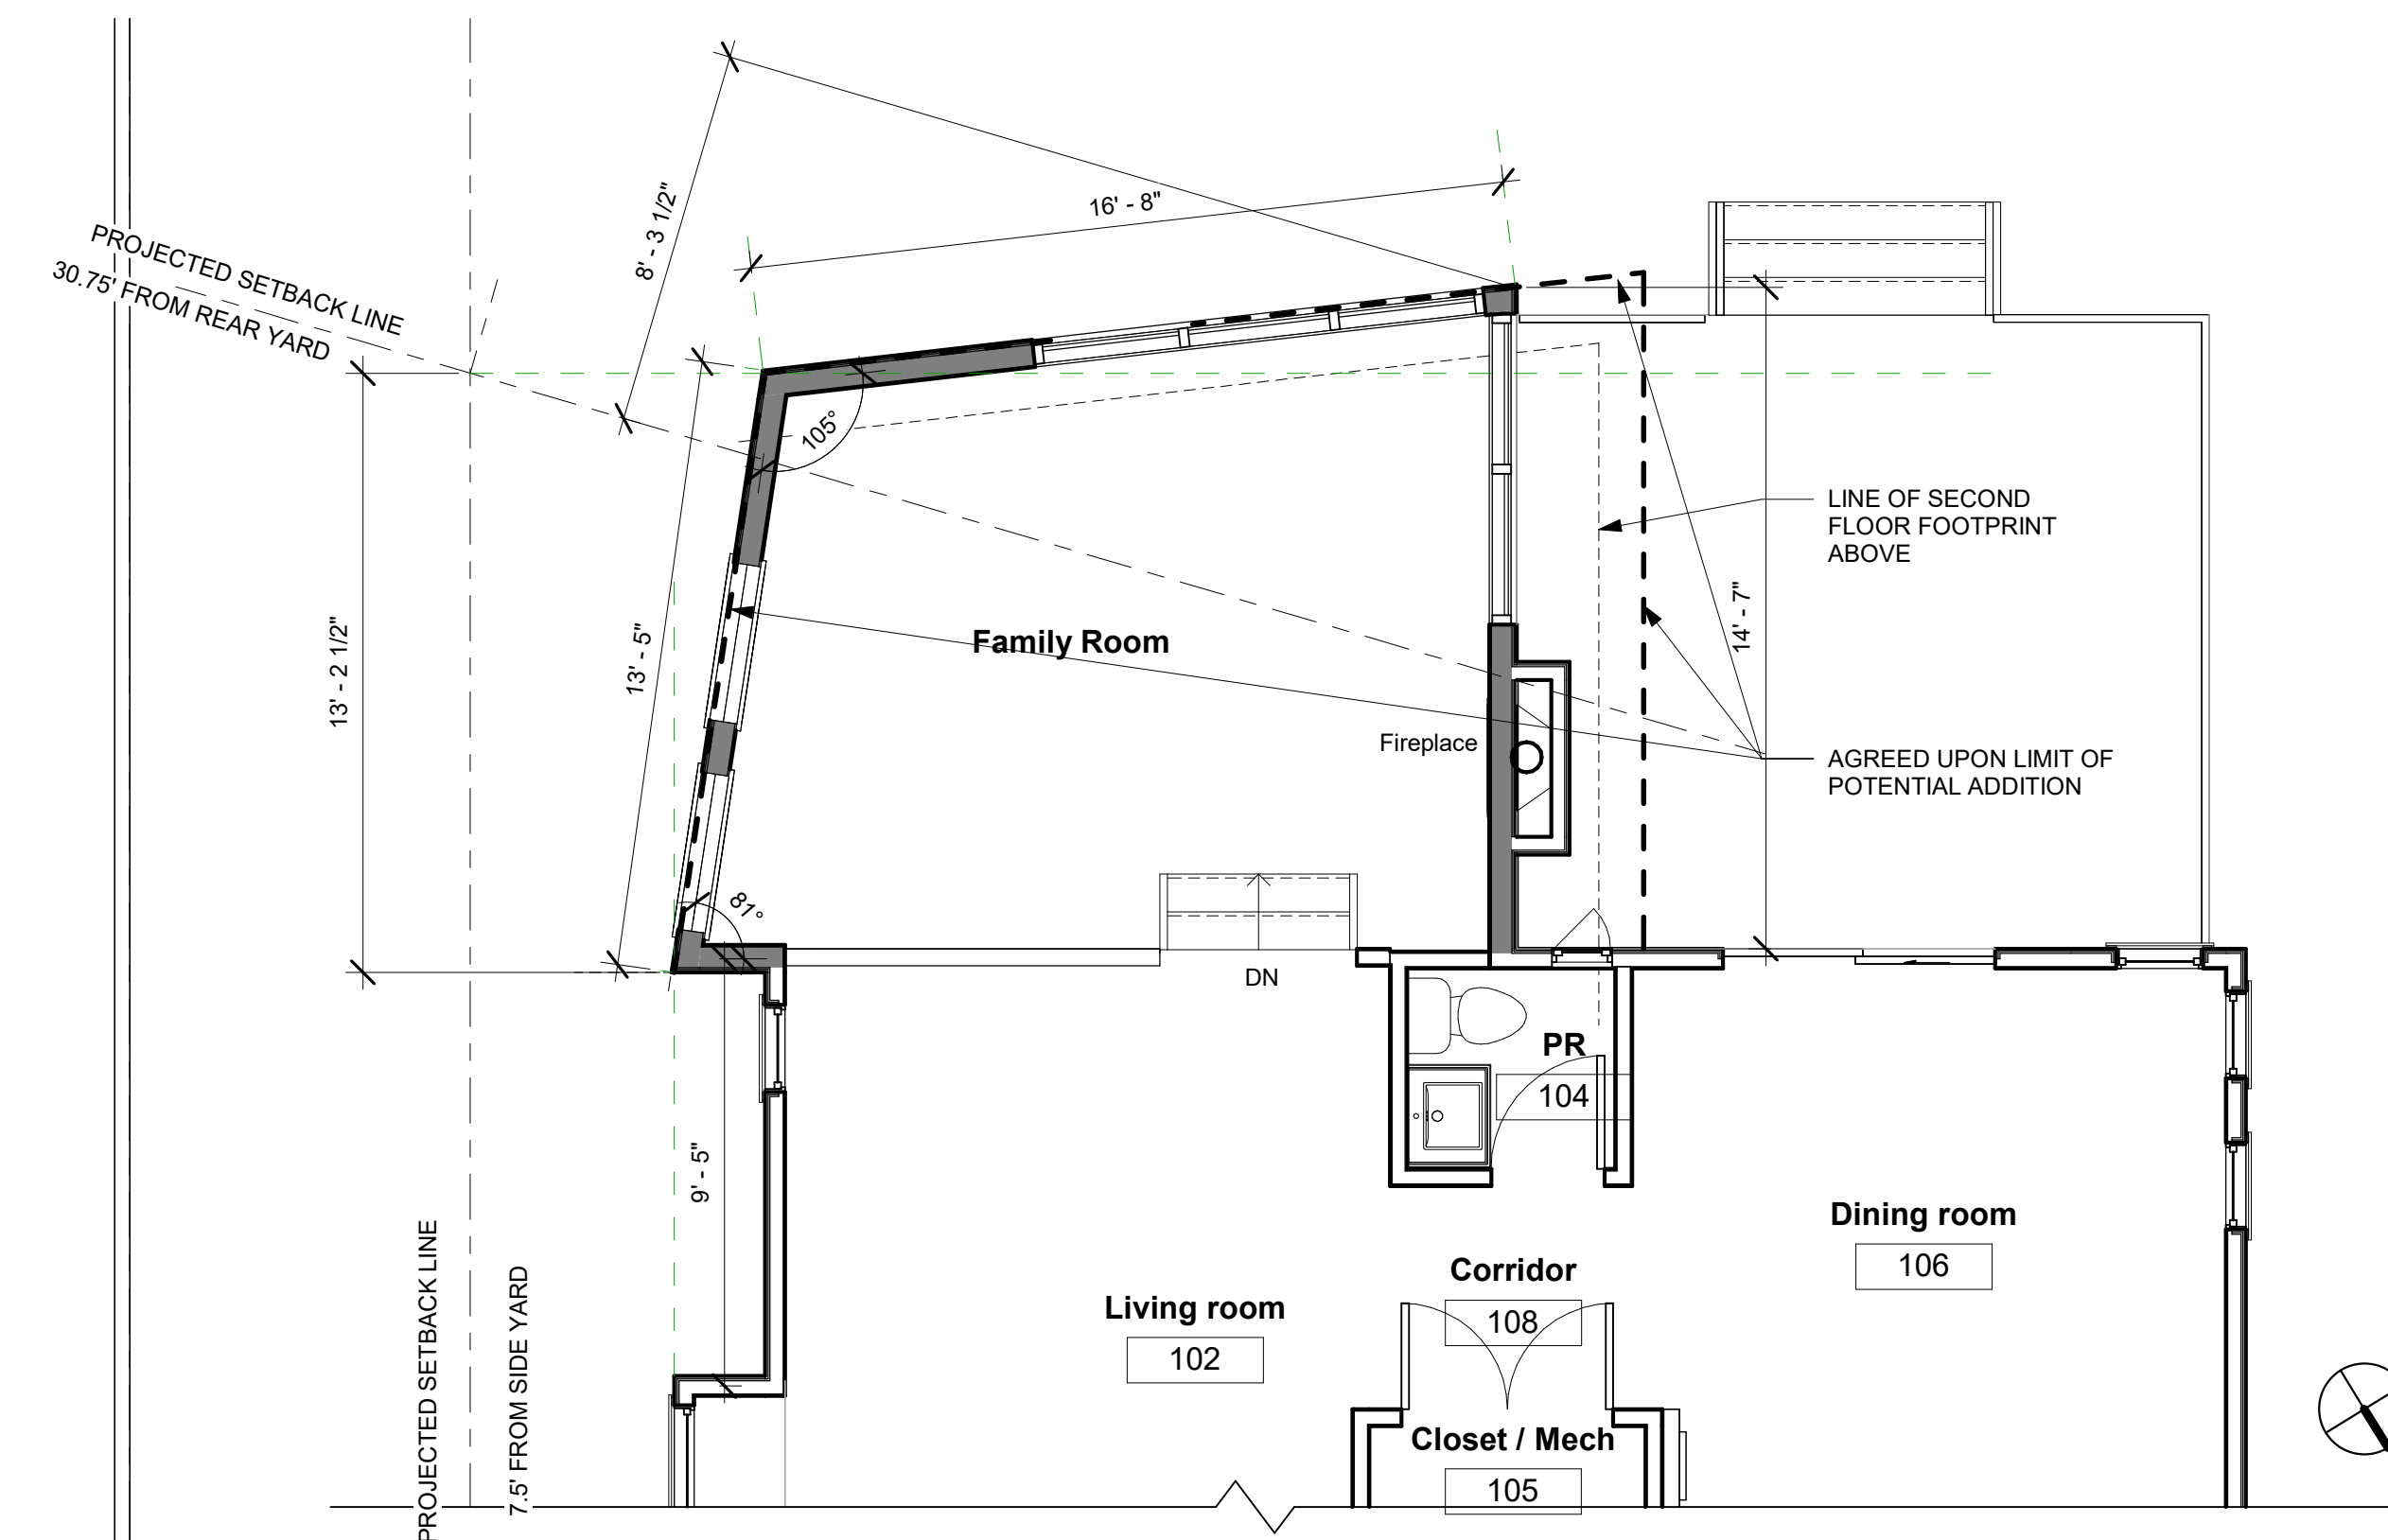 16' - 8"
8' - 3 1/2"
PROJECTED SETBACK LINE
30.75' FROM REAR YARD
105°
LINE OF SECOND
FLOOR FOOTPRINT
ABOVE
13' - 2 1/2"
13' - 5"
Family Room
14' - 7"
Fireplace
AGREED UPON LIMIT OF
POTENTIAL ADDITION
81°
DN
PR
104
9' - 5"
Dining room
106
Corridor
108
Living room
102
Closet / Mech
105
PROJECTED SETBACK LINE
7.5' FROM SIDE YARD